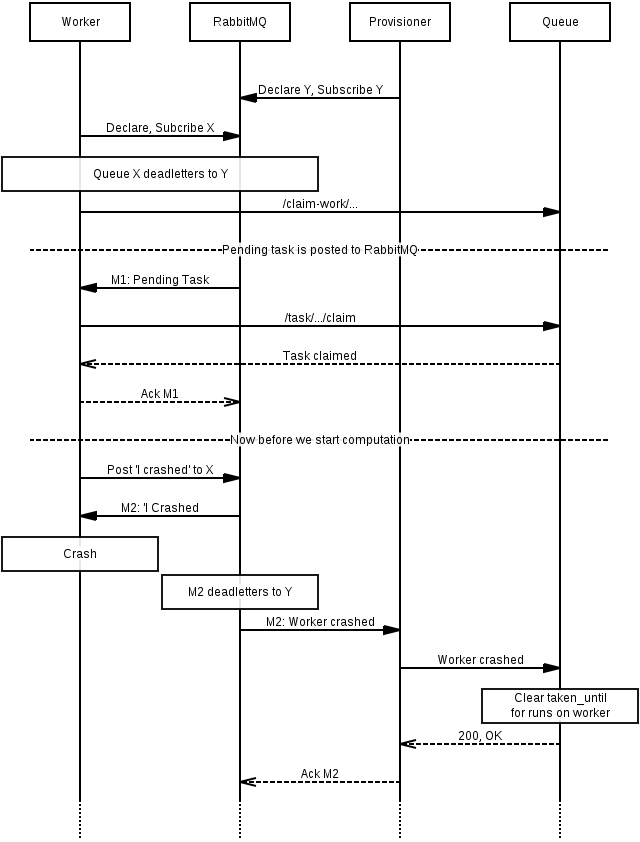 Worker
RabbitMQ
Provisioner
Queue
Declare Y, Subscribe Y
Declare, Subcribe X
Queue X deadletters to Y
/claim-work/...
Pending task is posted to RabbitMQ
M1: Pending Task
/task/.../claim
Task claimed
Ack M1
Now before we start computation
Post 'I crashed' to X
M2: 'I Crashed
Crash
M2 deadletters to Y
M2: Worker crashed
Worker crashed
Clear taken_until
for runs on worker
200, OK
Ack M2